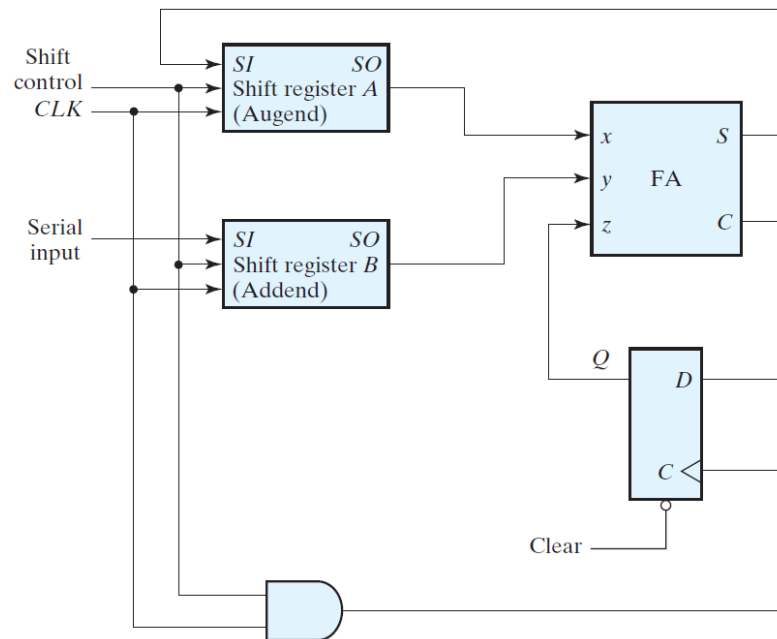 Shift
control
CLK
SI SO
Shift register A
(Augend)
x S
y FA
z C
Serial
input
SI SO
Shift register B
(Addend)
Q
D
C
Clear